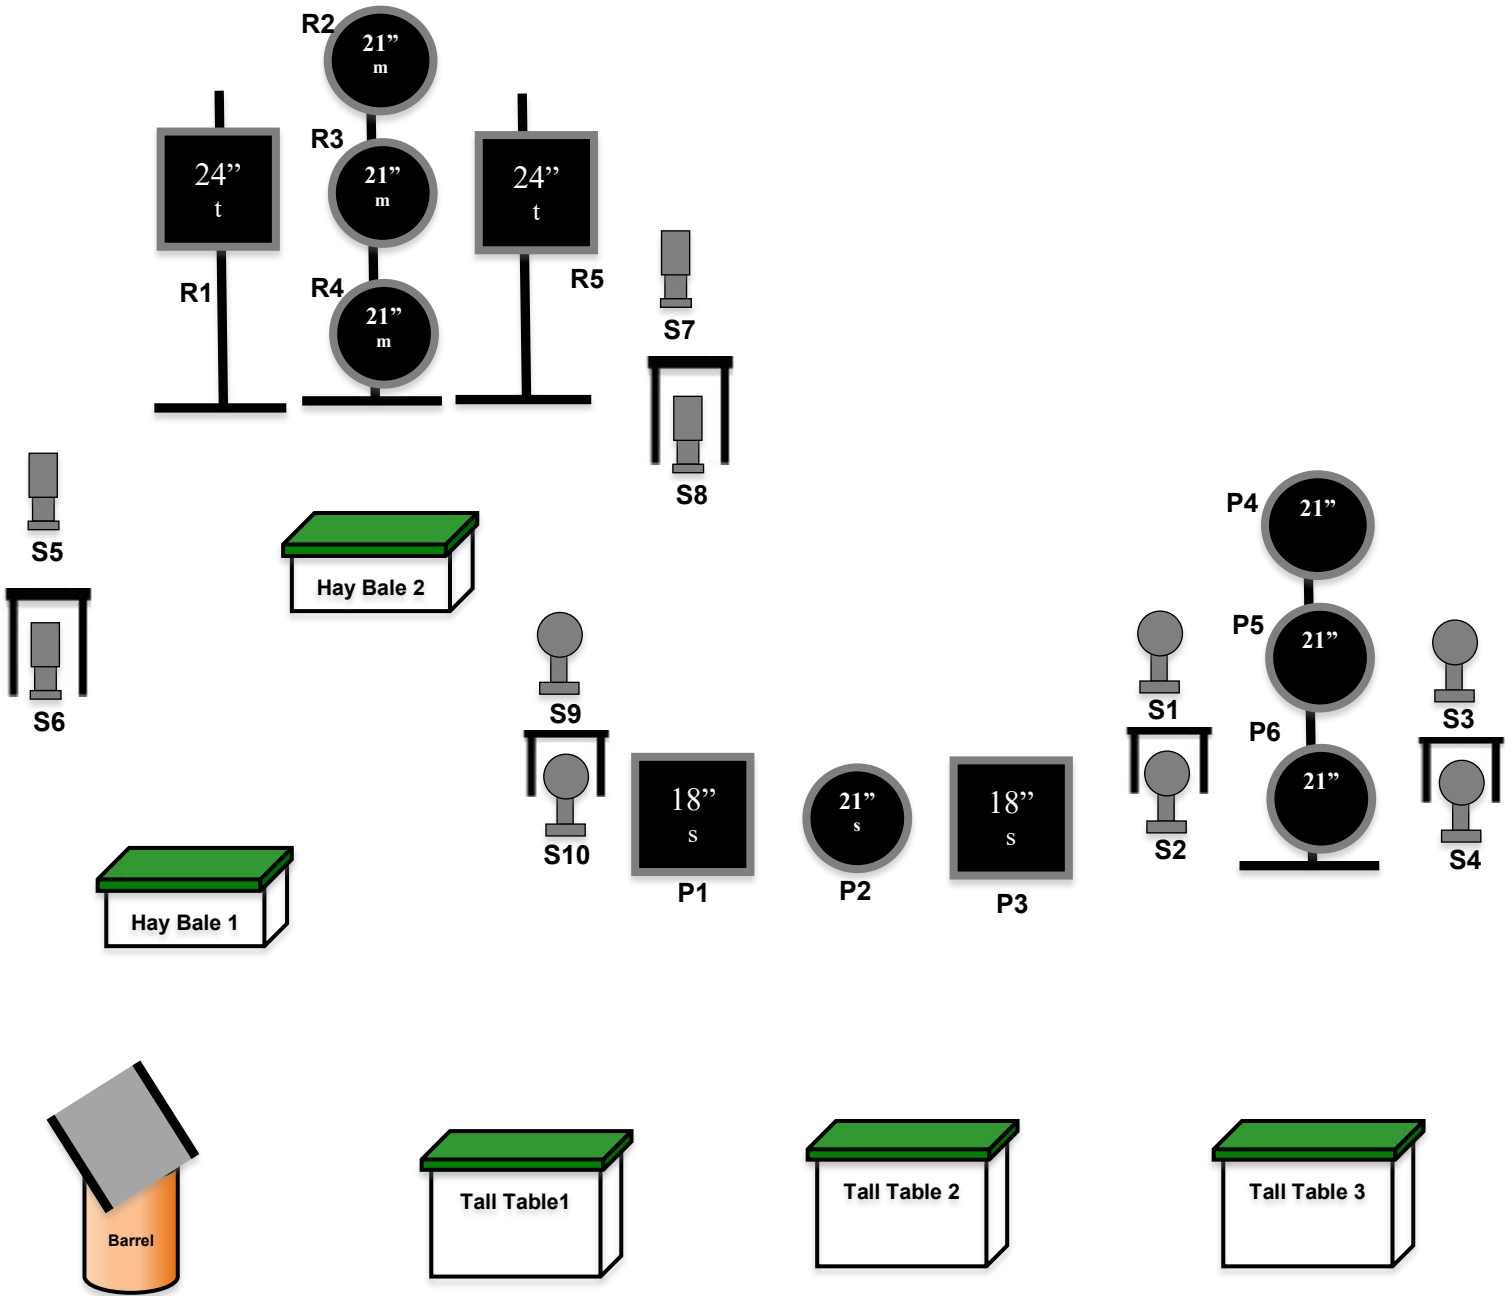 R2
21”
m
R3
21”
m
24”
t
24”
t
R1
R4
21”
m
R5
S7
S8
S5
Hay Bale 2
S6
P4
21”
P5
21”
S9
S1
S3
P6
18”
s
21”
s
18”
s
21”
S10
S2
S4
P1
P2
P3
Hay Bale 1
Tall Table1
Tall Table 2
Tall Table 3
Barrel